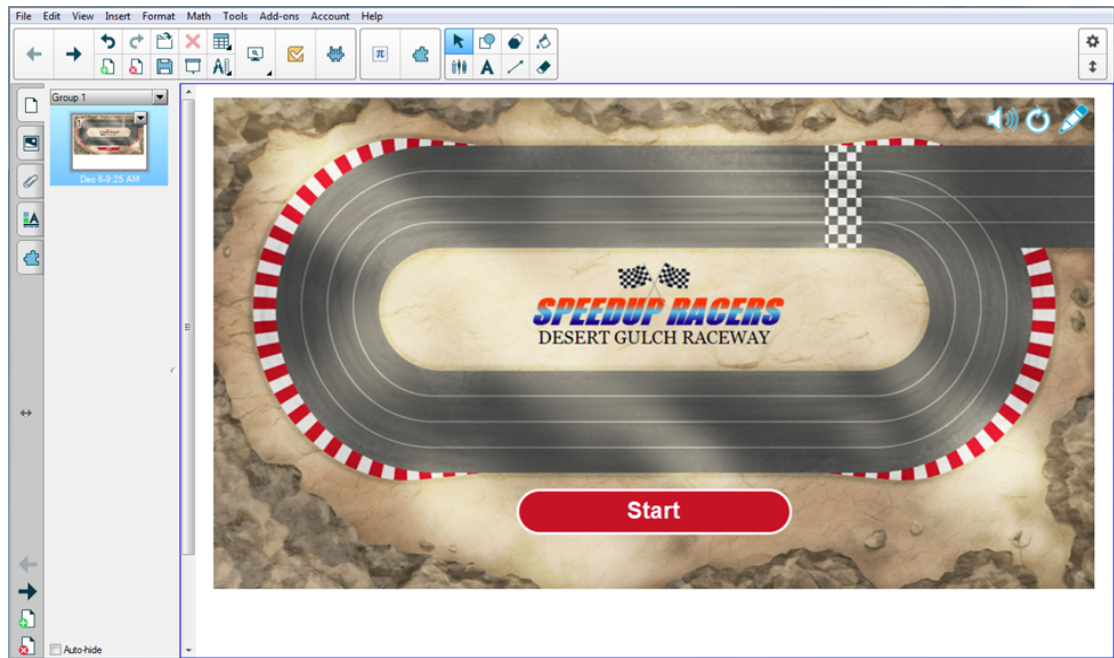 File Edit View Insert Format Math Tools Add-ons Account Help
π
A
Group 1
1
Dec 6-9:25 AM
SPEEDUP RACERS
DESERT GULCH RACEWAY
Start
Auto-hide